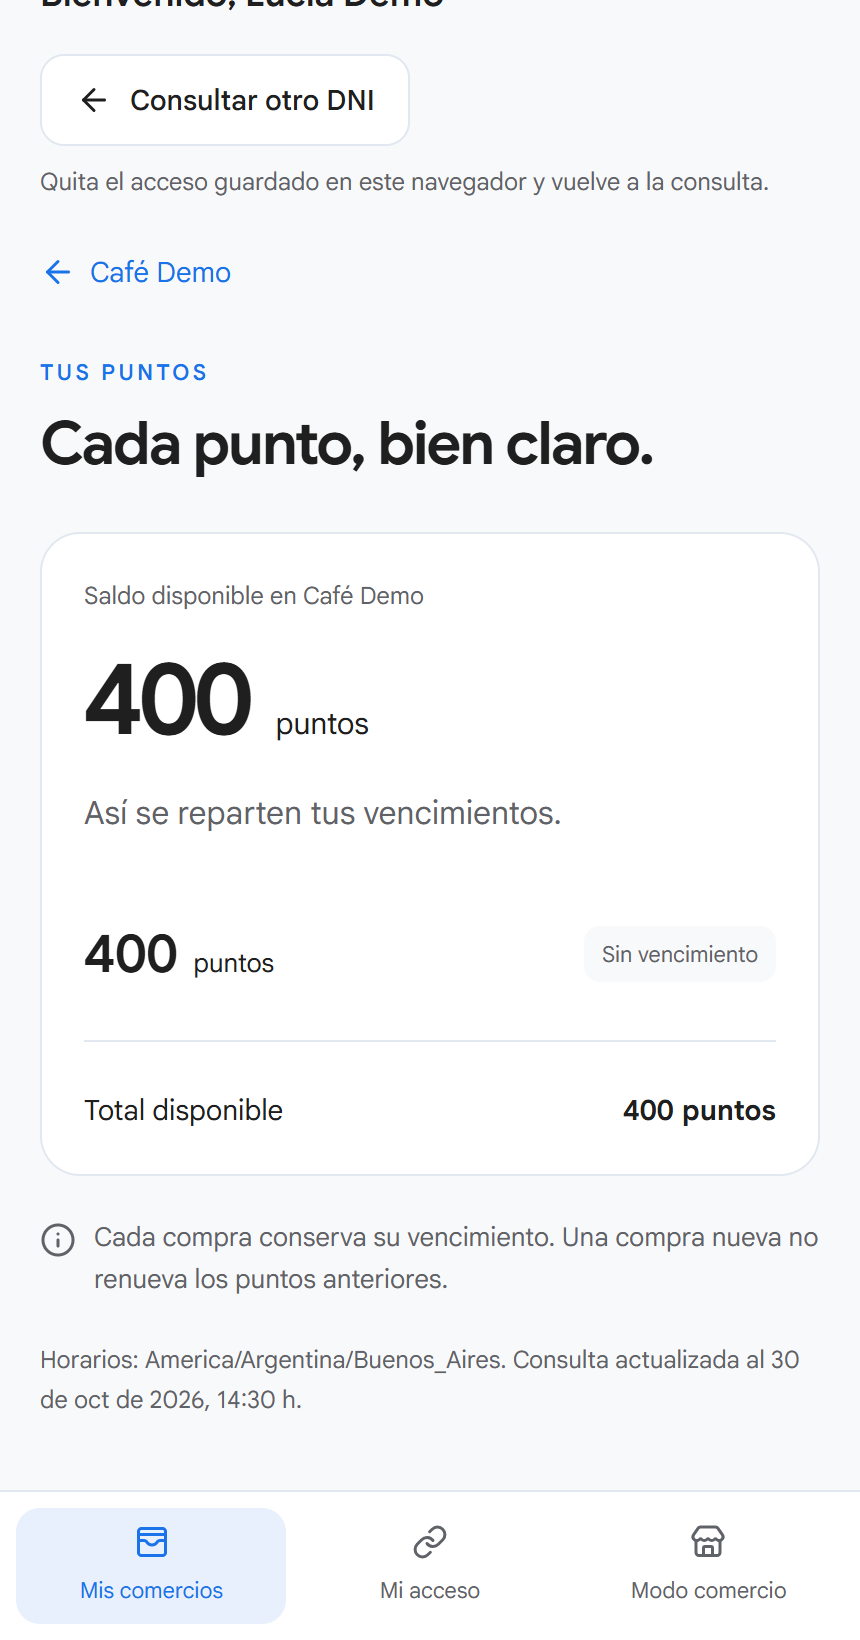 Bienvenido, Lucía Demo
Consultar otro DNI
Quita el acceso guardado en este navegador y vuelve a la consulta.
Café Demo
TUS PUNTOS
Cada punto, bien claro.
Saldo disponible en Café Demo
400 puntos
Así se reparten tus vencimientos.
400 puntos
Sin vencimiento
Total disponible
400 puntos
Cada compra conserva su vencimiento. Una compra nueva no
renueva los puntos anteriores.
Horarios: America/Argentina/Buenos_Aires. Consulta actualizada al 30
de oct de 2026, 14:30 h.
Mis comercios
Mi acceso
Modo comercio